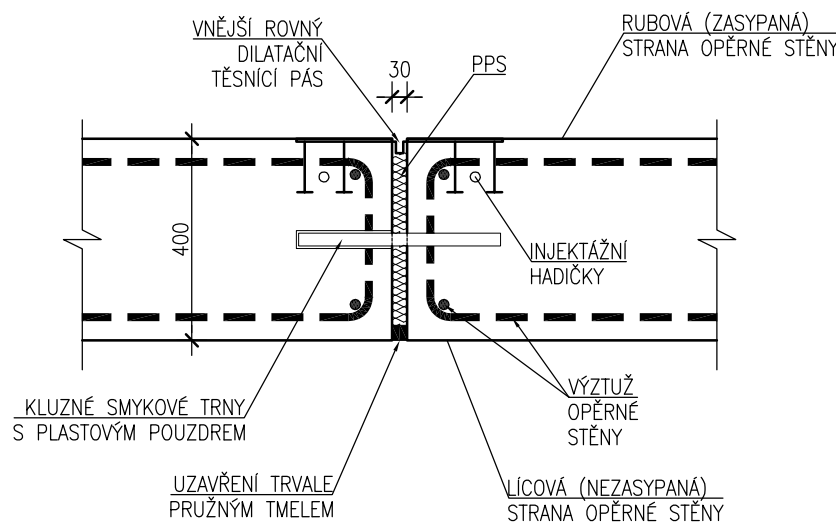 VNĚJŠÍ ROVNÝ
DILATAČNÍ
TĚSNÍCÍ PÁS
30
PPS
RUBOVÁ (ZASYPANÁ)
STRANA OPĚRNÉ STĚNY
400
INJEKTÁŽNÍ
HADIČKY
KLUZNÉ SMYKOVÉ TRNY
S PLASTOVÝM POUZDREM
VÝZTUŽ
OPĚRNÉ
STĚNY
UZAVŘENÍ TRVALE
PRUŽNÝM TMELEM
LÍCOVÁ (NEZASYPANÁ)
STRANA OPĚRNÉ STĚNY